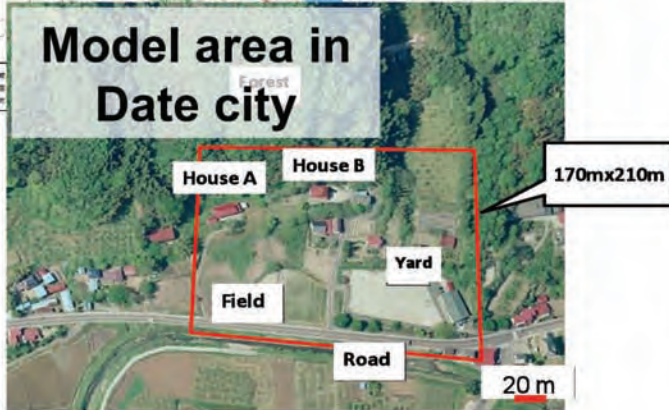 Model area in
Forest
Date city
House A
House B
170mx210m
Yard
Field
Road
20 m